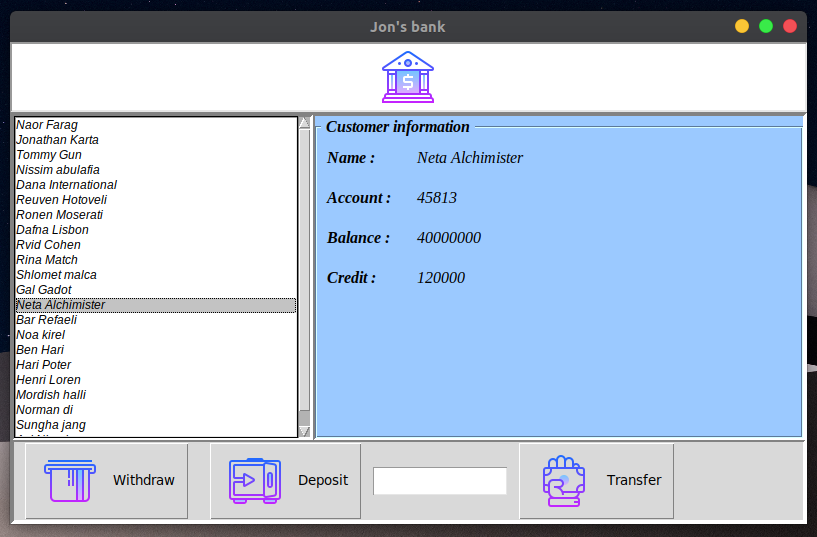 Jon's bank
$
Naor Farag
Jonathan Karta
Tommy Gun
Nissim abulafia
Dana International
Reuven Hotoveli
Ronen Moserati
Dafna Lisbon
Rvid Cohen
Rina Match
Shlomet malca
Gal Gadot
Neta Alchimister
Bar Refaeli
Noa kirel
Ben Hari
Hari Poter
Henri Loren
Mordish halli
Norman di
Sungha jang
Customer information
Name : Neta Alchimister
Account : 45813
Balance : 40000000
Credit : 120000
Withdraw
Deposit
Transfer